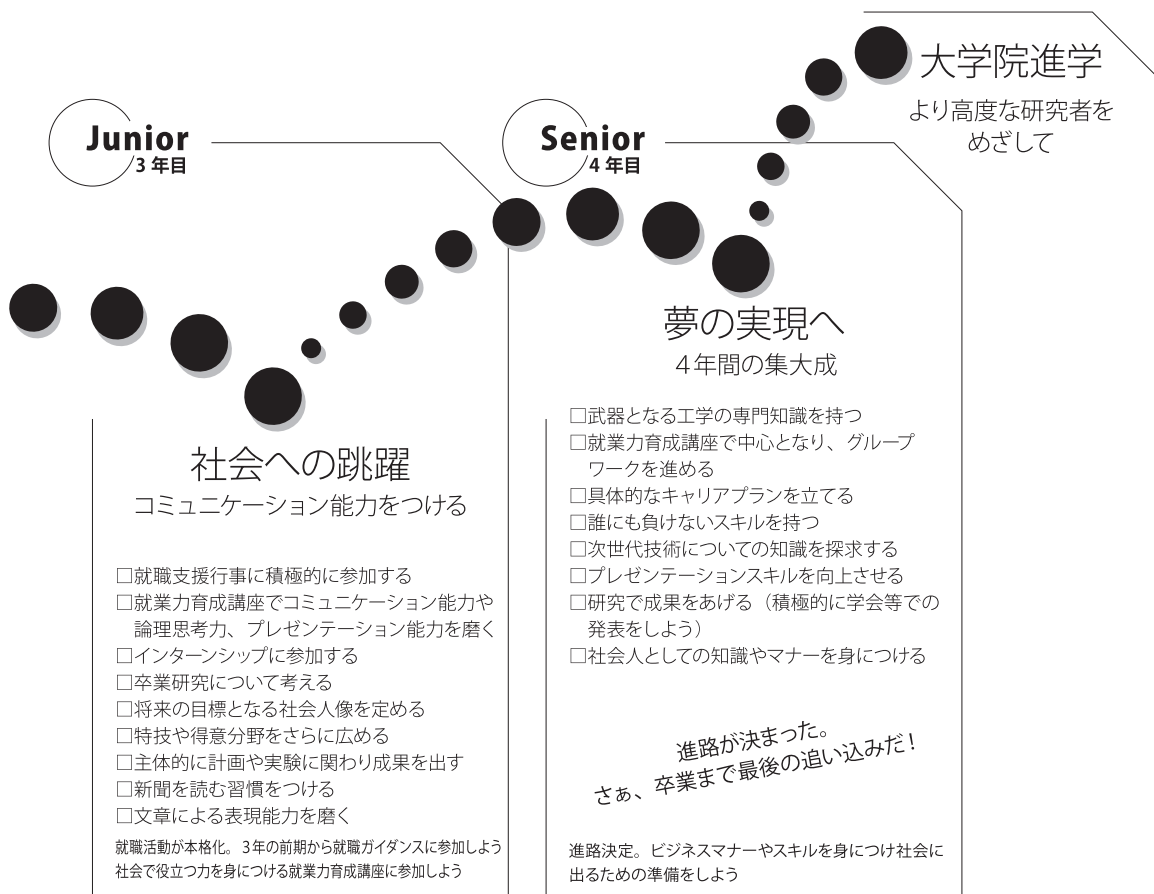 Junior
3年目
社会への跳躍
コミュニケーション能力をつける
□就職支援行事に積極的に参加する
□就業力育成講座でコミュニケーション能力や
論理思考力、プレゼンテーション能力を磨く
□インターンシップに参加する
□卒業研究について考える
□将来の目標となる社会人像を定める
□特技や得意分野をさらに広める
□主体的に計画や実験に関わり成果を出す
□新聞を読む習慣をつける
□文章による表現能力を磨く
就職活動が本格化。3年の前期から就職ガイダンスに参加しよう
社会で役立つ力を身につける就業力育成講座に参加しよう
Senior
4年目
夢の実現へ
4年間の集大成
□武器となる工学の専門知識を持つ
□就業力育成講座で中心となり、グループ
ワークを進める
□具体的なキャリアプランを立てる
□誰にも負けないスキルを持つ
□次世代技術についての知識を探求する
□プレゼンテーションスキルを向上させる
□研究で成果をあげる（積極的に学会等での
発表をしよう）
□社会人としての知識やマナーを身につける
進路が決まった。
さぁ、卒業まで最後の追い込みだ！
進路決定。ビジネスマナーやスキルを身につけ社会に
出るための準備をしよう
大学院進学
より高度な研究者を
めざして